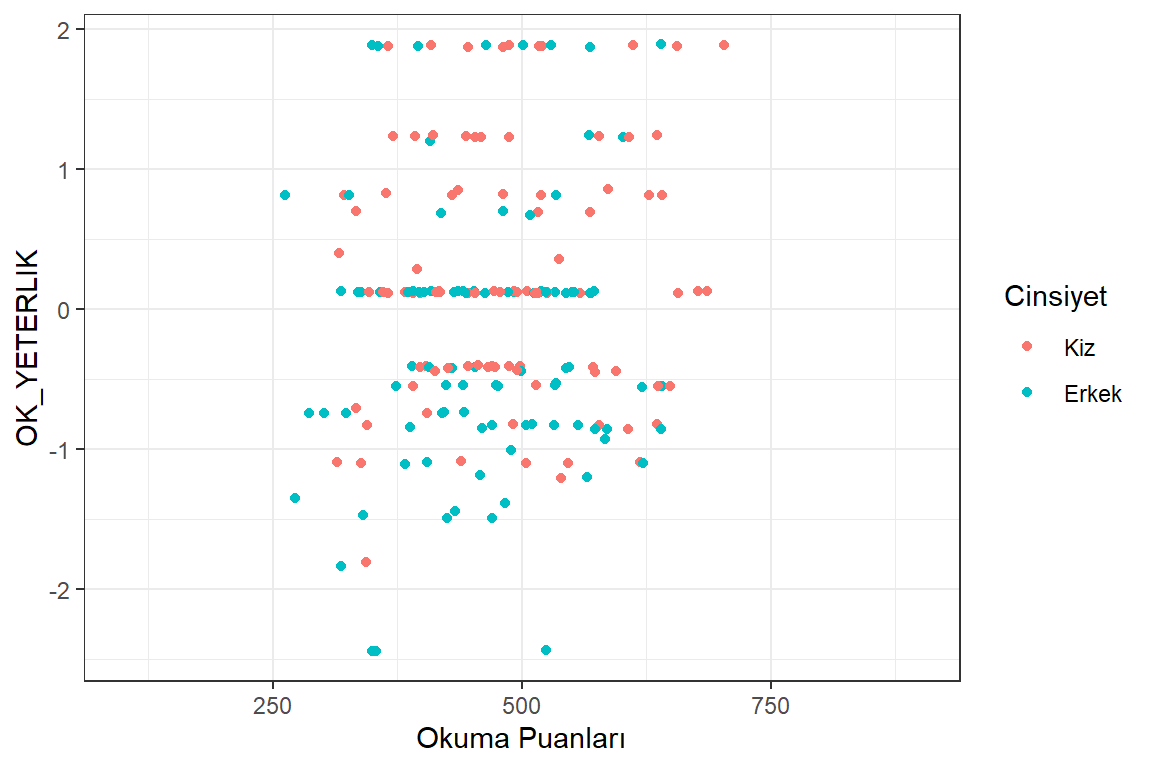 2
1
0
-1
-2
OK_YETERLIK
250 500 750
Okuma Puanları
Cinsiyet
Kiz
Erkek